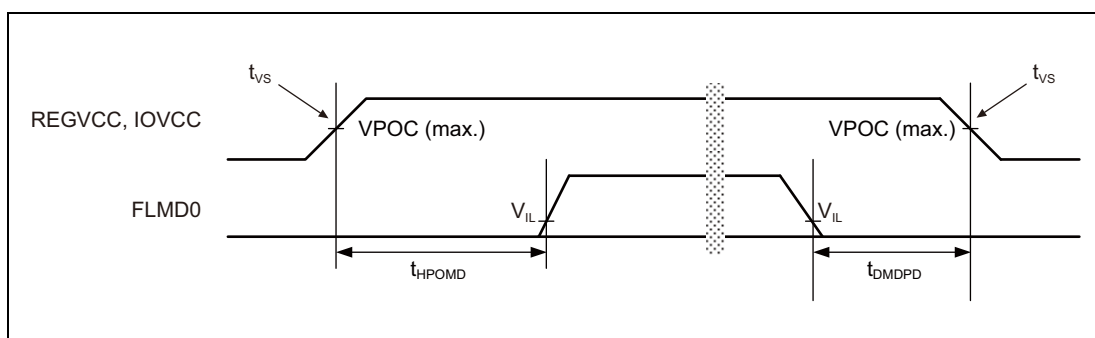 tVS
tVS
REGVCC, IOVCC
VPOC (max.)
VPOC (max.)
FLMD0
VIL
VIL
tHPOMD
tDMDPD